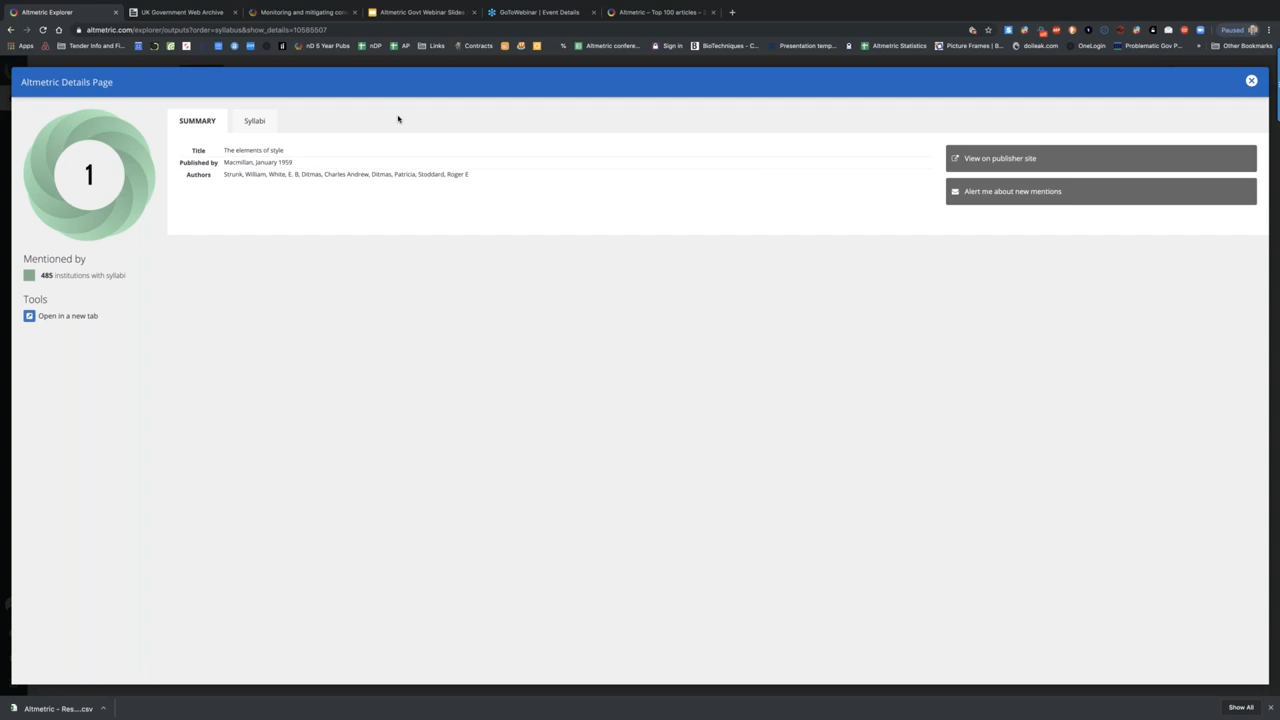 Altmetric Explorer
UK Government Web Archive
Monitoring and mitigating con
Altmetric Govt Webinar Slides
GoToWebinar | Event Details
Altmetric – Top 100 articles –
altmetric.com/explorer/outputs?order=syllabus&show_details=10585507
Paused
Apps
Tender Info and Fi...
nD 5 Year Pubs
nDP
AP
Links
Contracts
Altmetric confere...
Sign in
BioTechniques - C...
Presentation temp...
Altmetric Statistics
Picture Frames | B...
doileak.com
OneLogin
Problematic Gov P...
»
Other Bookmarks
Altmetric Details Page
1
SUMMARY
Syllabi
Title The elements of style
Published by Macmillan, January 1959
Authors Strunk, William, White, E. B, Ditmas, Charles Andrew, Ditmas, Patricia, Stoddard, Roger E
View on publisher site
Alert me about new mentions
Mentioned by
485 institutions with syllabi
Tools
Open in a new tab
Altmetric – Res....csv
Show All